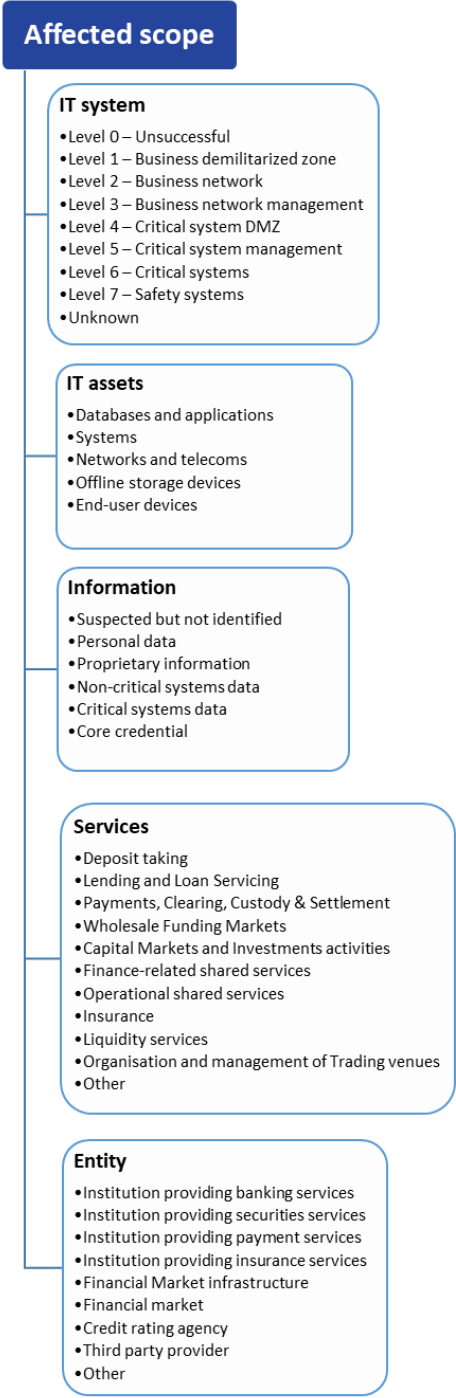 Affected scope
IT system
•Level 0 – Unsuccessful
•Level 1 – Business demilitarized zone
•Level 2 – Business network
•Level 3 – Business network management
•Level 4 – Critical system DMZ
•Level 5 – Critical system management
•Level 6 – Critical systems
•Level 7 – Safety systems
•Unknown
IT assets
•Databases and applications
•Systems
•Networks and telecoms
•Offline storage devices
•End-user devices
Information
•Suspected but not identified
•Personal data
•Proprietary information
•Non-critical systems data
•Critical systems data
•Core credential
Services
•Deposit taking
•Lending and Loan Servicing
•Payments, Clearing, Custody & Settlement
•Wholesale Funding Markets
•Capital Markets and Investments activities
•Finance-related shared services
•Operational shared services
•Insurance
•Liquidity services
•Organisation and management of Trading venues
•Other
Entity
•Institution providing banking services
•Institution providing securities services
•Institution providing payment services
•Institution providing insurance services
•Financial Market infrastructure
•Financial market
•Credit rating agency
•Third party provider
•Other